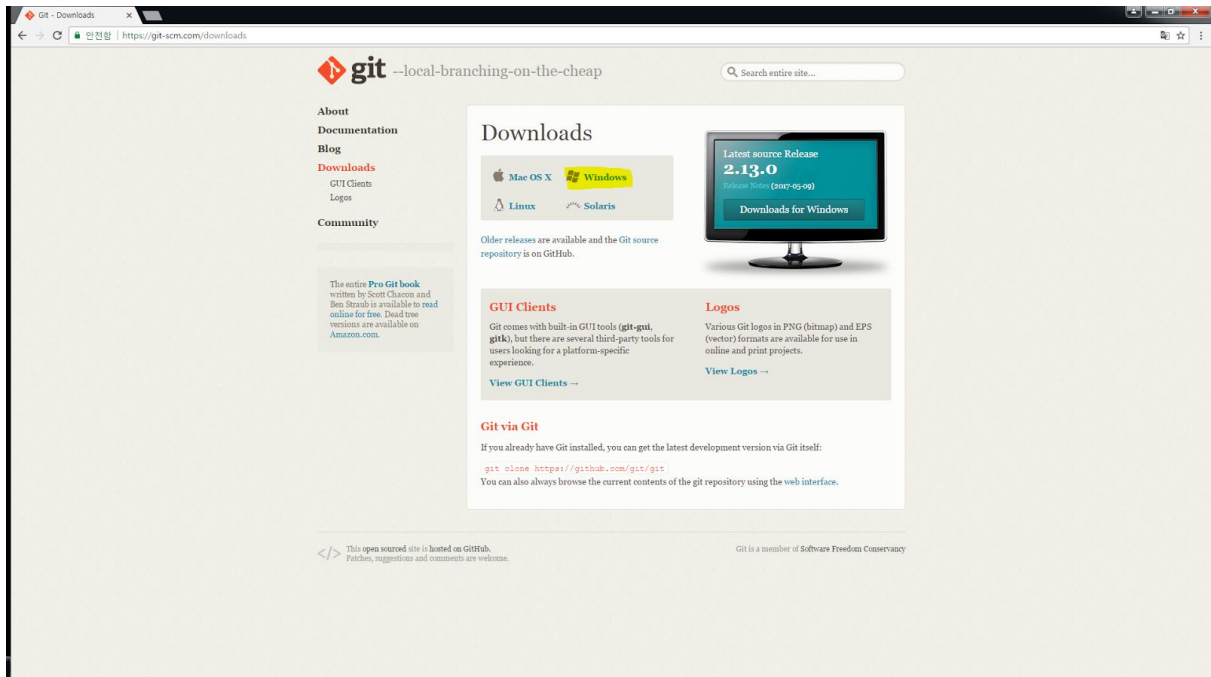 Git - Downloads
안전함 | https://git-scm.com/downloads
git --local-branching-on-the-cheap
Search entire site...
About
Documentation
Blog
Downloads
GUI Clients
Logos
Community
The entire Pro Git book
written by Scott Chacon and
Ben Straub is available to read
online for free. Dead tree
versions are available on
Amazon.com.
Downloads
Mac OS X
Windows
Linux
Solaris
Older releases are available and the Git source
repository is on GitHub.
Latest source Release
2.13.0
Release Notes (2017-05-09)
Downloads for Windows
GUI Clients
Git comes with built-in GUI tools (git-gui,
gitk), but there are several third-party tools for
users looking for a platform-specific
experience.
View GUI Clients →
Logos
Various Git logos in PNG (bitmap) and EPS
(vector) formats are available for use in
online and print projects.
View Logos →
Git via Git
If you already have Git installed, you can get the latest development version via Git itself:
git clone https://github.com/git/git
You can also always browse the current contents of the git repository using the web interface.
</> This open sourced site is hosted on GitHub.
Patches, suggestions and comments are welcome.
Git is a member of Software Freedom Conservancy